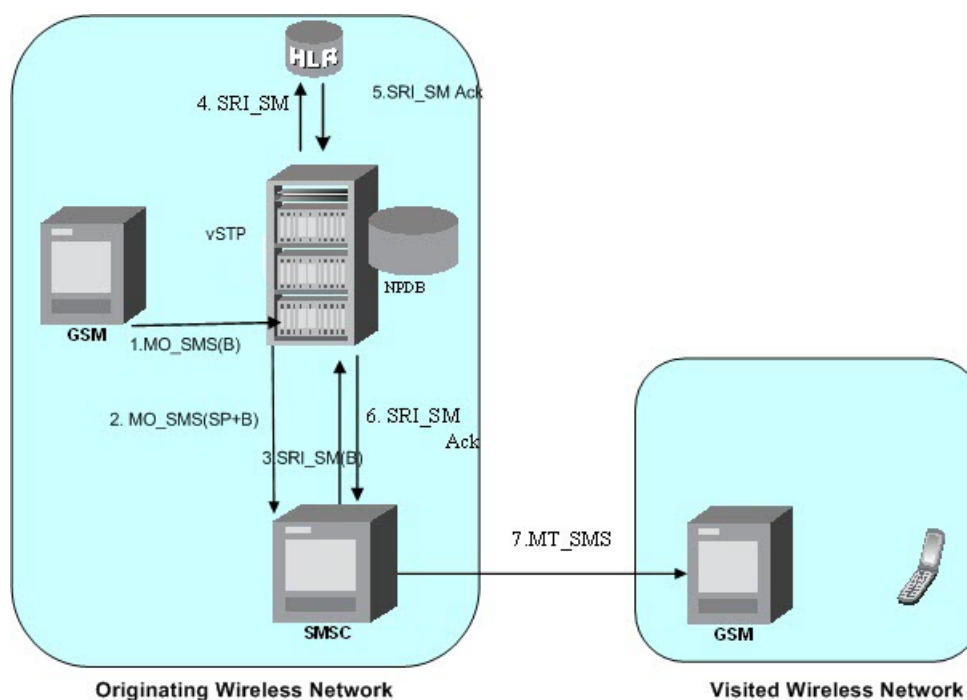 HLR
4. SRI_SM
5.SRI_SM Ack
vSTP
NPDB
GSM
1.MO_SMS(B)
2. MO_SMS(SP+B)
6. SRI_SM
Ack
3.SRI_SM(B)
7.MT_SMS
SMSC
GSM
Originating Wireless Network
Visited Wireless Network